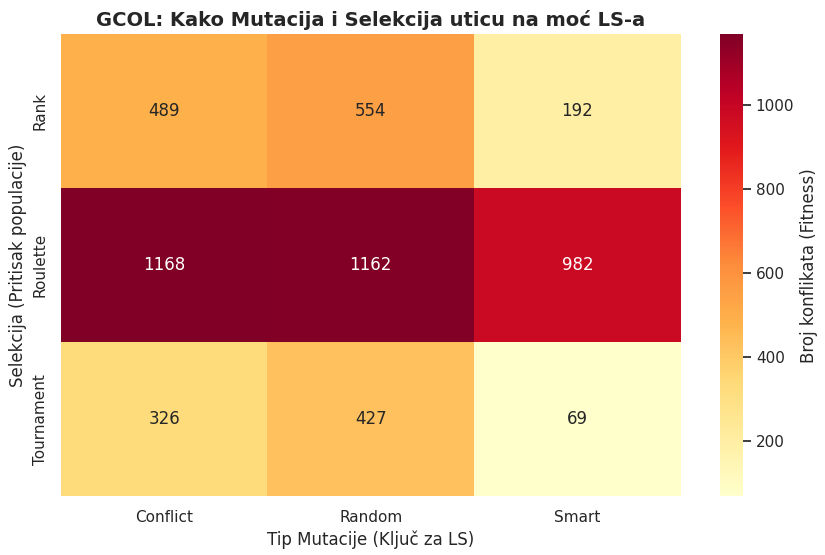 GCOL: Kako Mutacija i Selekcija uticu na moć LS-a
Selekcija (Pritisak populacije)
Rank
489
554
192
Roulette
1168
1162
982
Tournament
326
427
69
Conflict
Random
Smart
Tip Mutacije (Ključ za LS)
1000
800
600
400
200
Broj konflikata (Fitness)